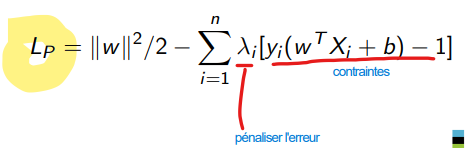 L_P = ‖w‖²/2 − ∑_{i=1}^{n} λ_i[y_i(w^T X_i + b) − 1]
contraintes
pénaliser l'erreur